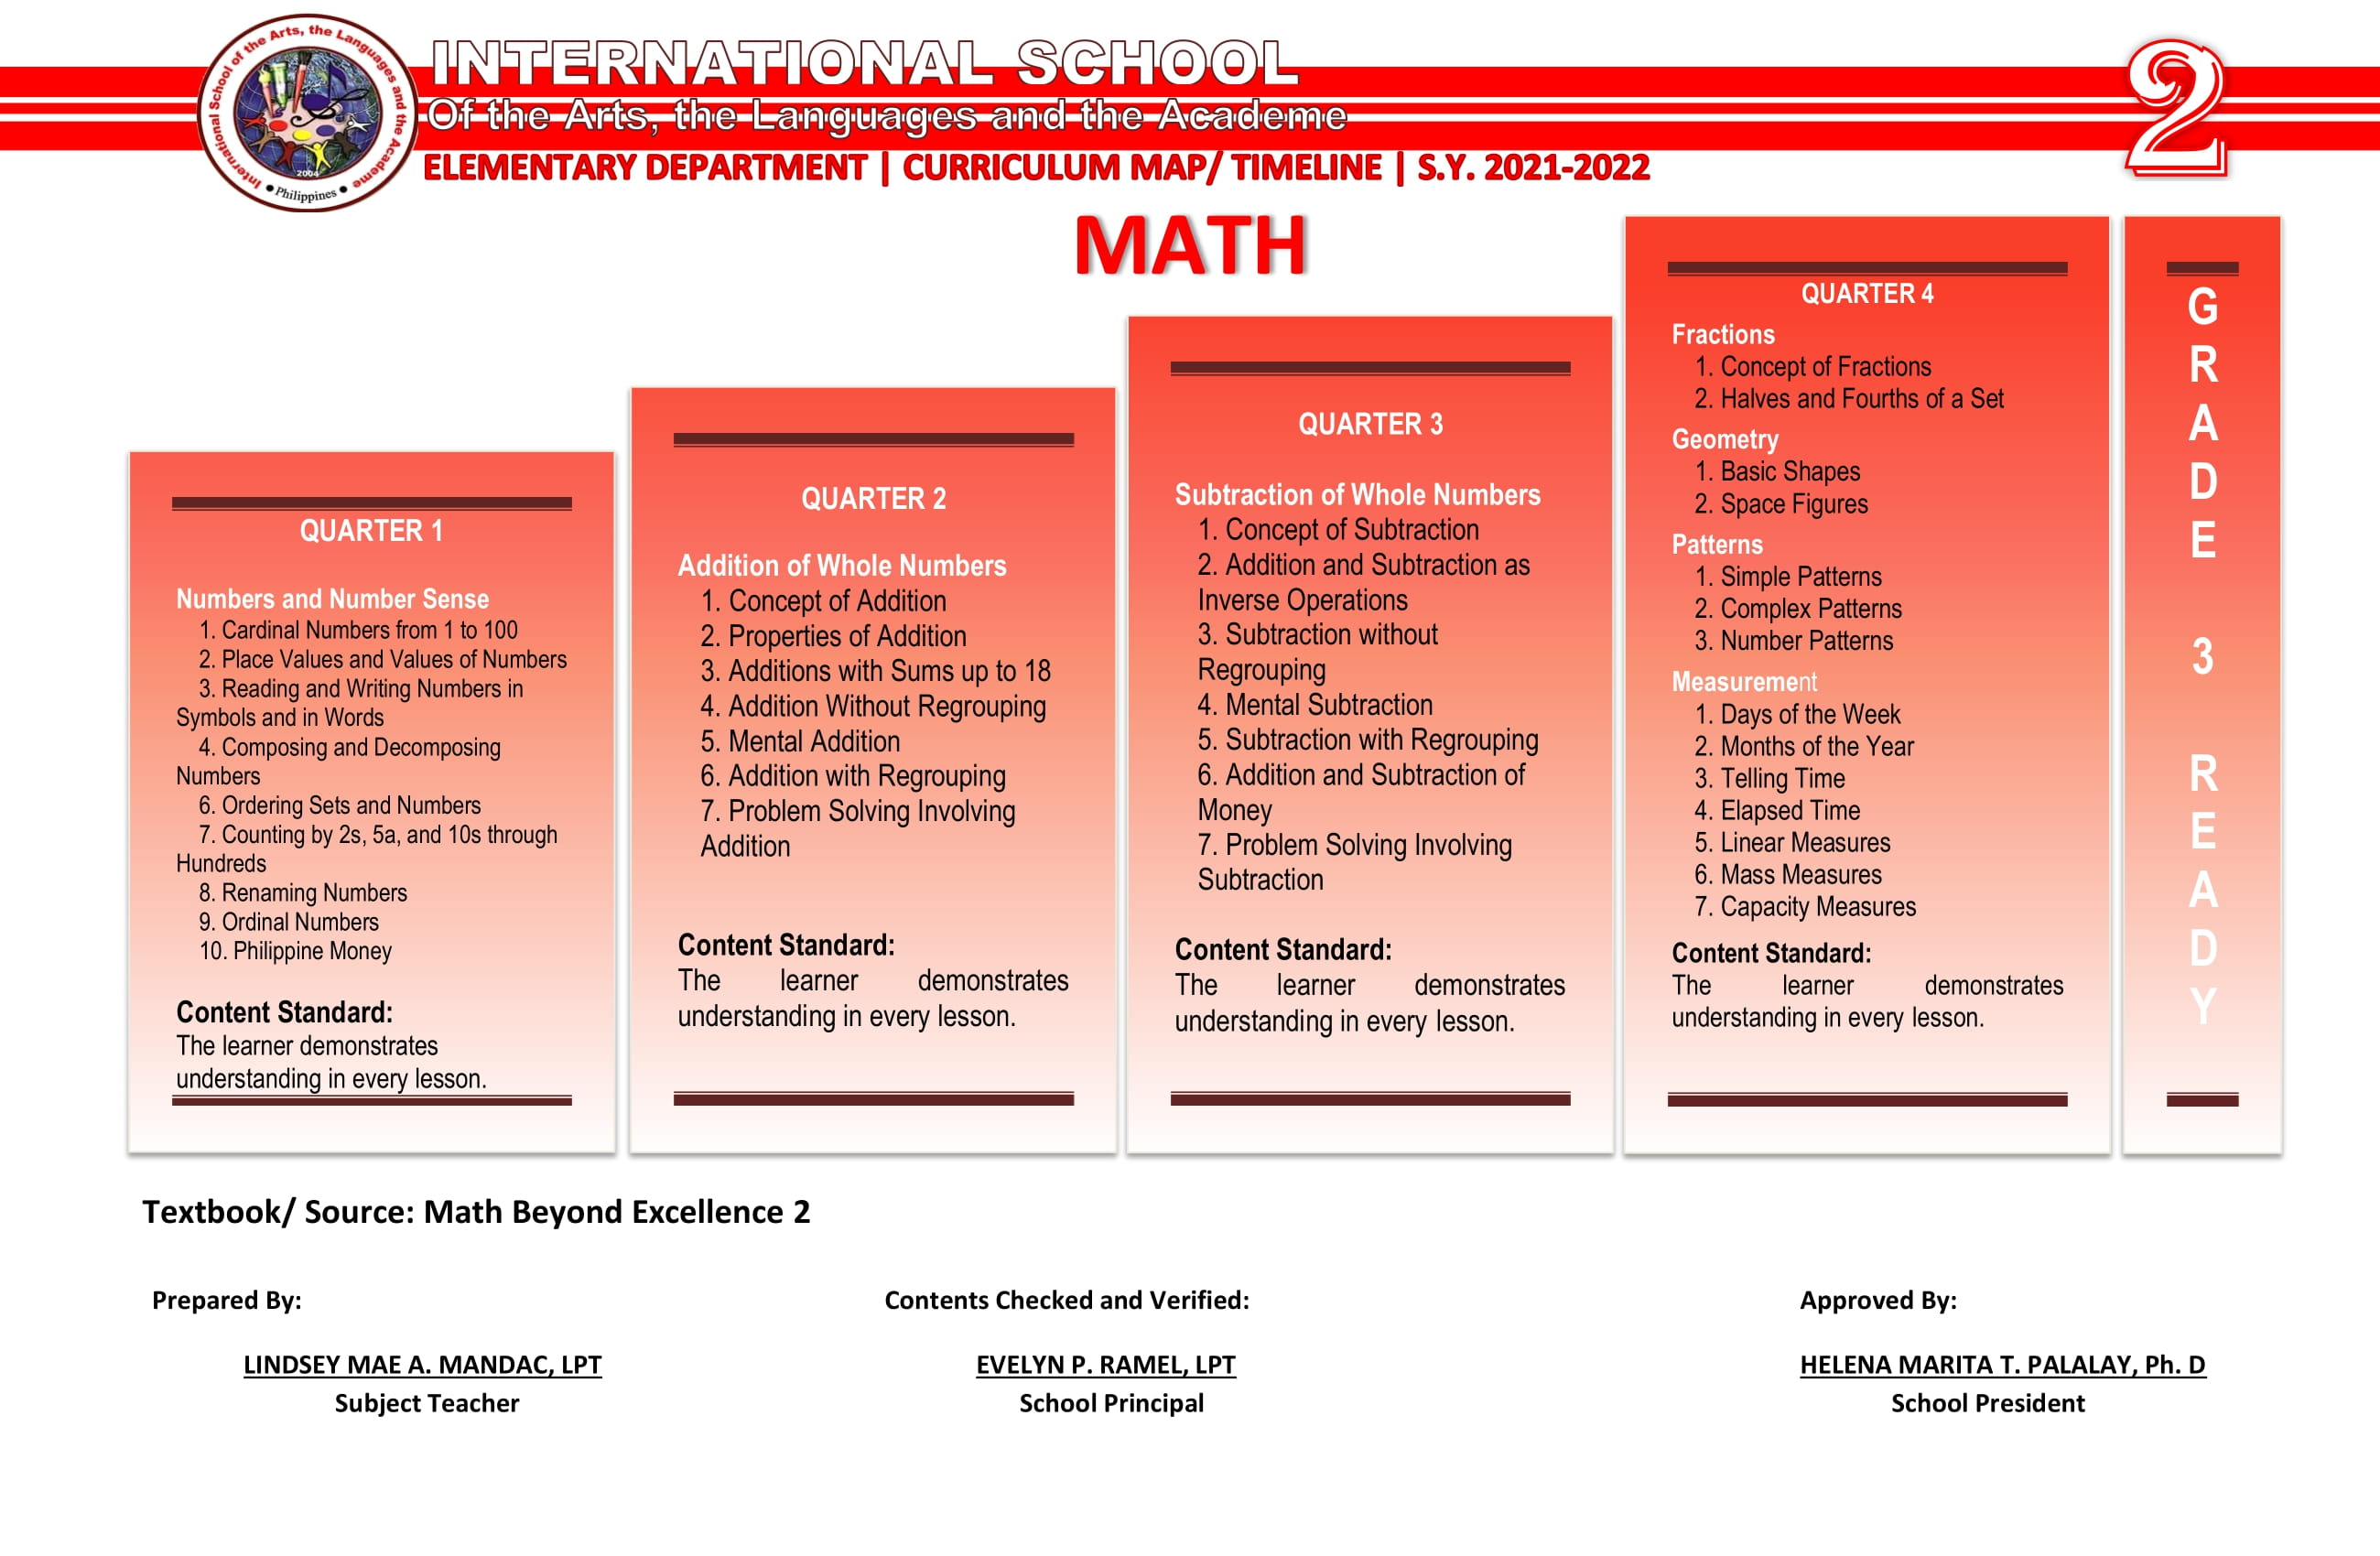 International School of the Arts, the Languages and the Academe
2004
• Philippines •
INTERNATIONAL SCHOOL
Of the Arts, the Languages and the Academe
ELEMENTARY DEPARTMENT | CURRICULUM MAP/ TIMELINE | S.Y. 2021-2022
2
MATH
QUARTER 1
Numbers and Number Sense
1. Cardinal Numbers from 1 to 100
2. Place Values and Values of Numbers
3. Reading and Writing Numbers in
Symbols and in Words
4. Composing and Decomposing
Numbers
6. Ordering Sets and Numbers
7. Counting by 2s, 5a, and 10s through
Hundreds
8. Renaming Numbers
9. Ordinal Numbers
10. Philippine Money
Content Standard:
The learner demonstrates
understanding in every lesson.
QUARTER 2
Addition of Whole Numbers
1. Concept of Addition
2. Properties of Addition
3. Additions with Sums up to 18
4. Addition Without Regrouping
5. Mental Addition
6. Addition with Regrouping
7. Problem Solving Involving
Addition
Content Standard:
The learner demonstrates
understanding in every lesson.
QUARTER 3
Subtraction of Whole Numbers
1. Concept of Subtraction
2. Addition and Subtraction as
Inverse Operations
3. Subtraction without
Regrouping
4. Mental Subtraction
5. Subtraction with Regrouping
6. Addition and Subtraction of
Money
7. Problem Solving Involving
Subtraction
Content Standard:
The learner demonstrates
understanding in every lesson.
QUARTER 4
Fractions
1. Concept of Fractions
2. Halves and Fourths of a Set
Geometry
1. Basic Shapes
2. Space Figures
Patterns
1. Simple Patterns
2. Complex Patterns
3. Number Patterns
Measurement
1. Days of the Week
2. Months of the Year
3. Telling Time
4. Elapsed Time
5. Linear Measures
6. Mass Measures
7. Capacity Measures
Content Standard:
The learner demonstrates
understanding in every lesson.
GRADE 3 READY
Textbook/ Source: Math Beyond Excellence 2
Prepared By:
LINDSEY MAE A. MANDAC, LPT
Subject Teacher
Contents Checked and Verified:
EVELYN P. RAMEL, LPT
School Principal
Approved By:
HELENA MARITA T. PALALAY, Ph. D
School President